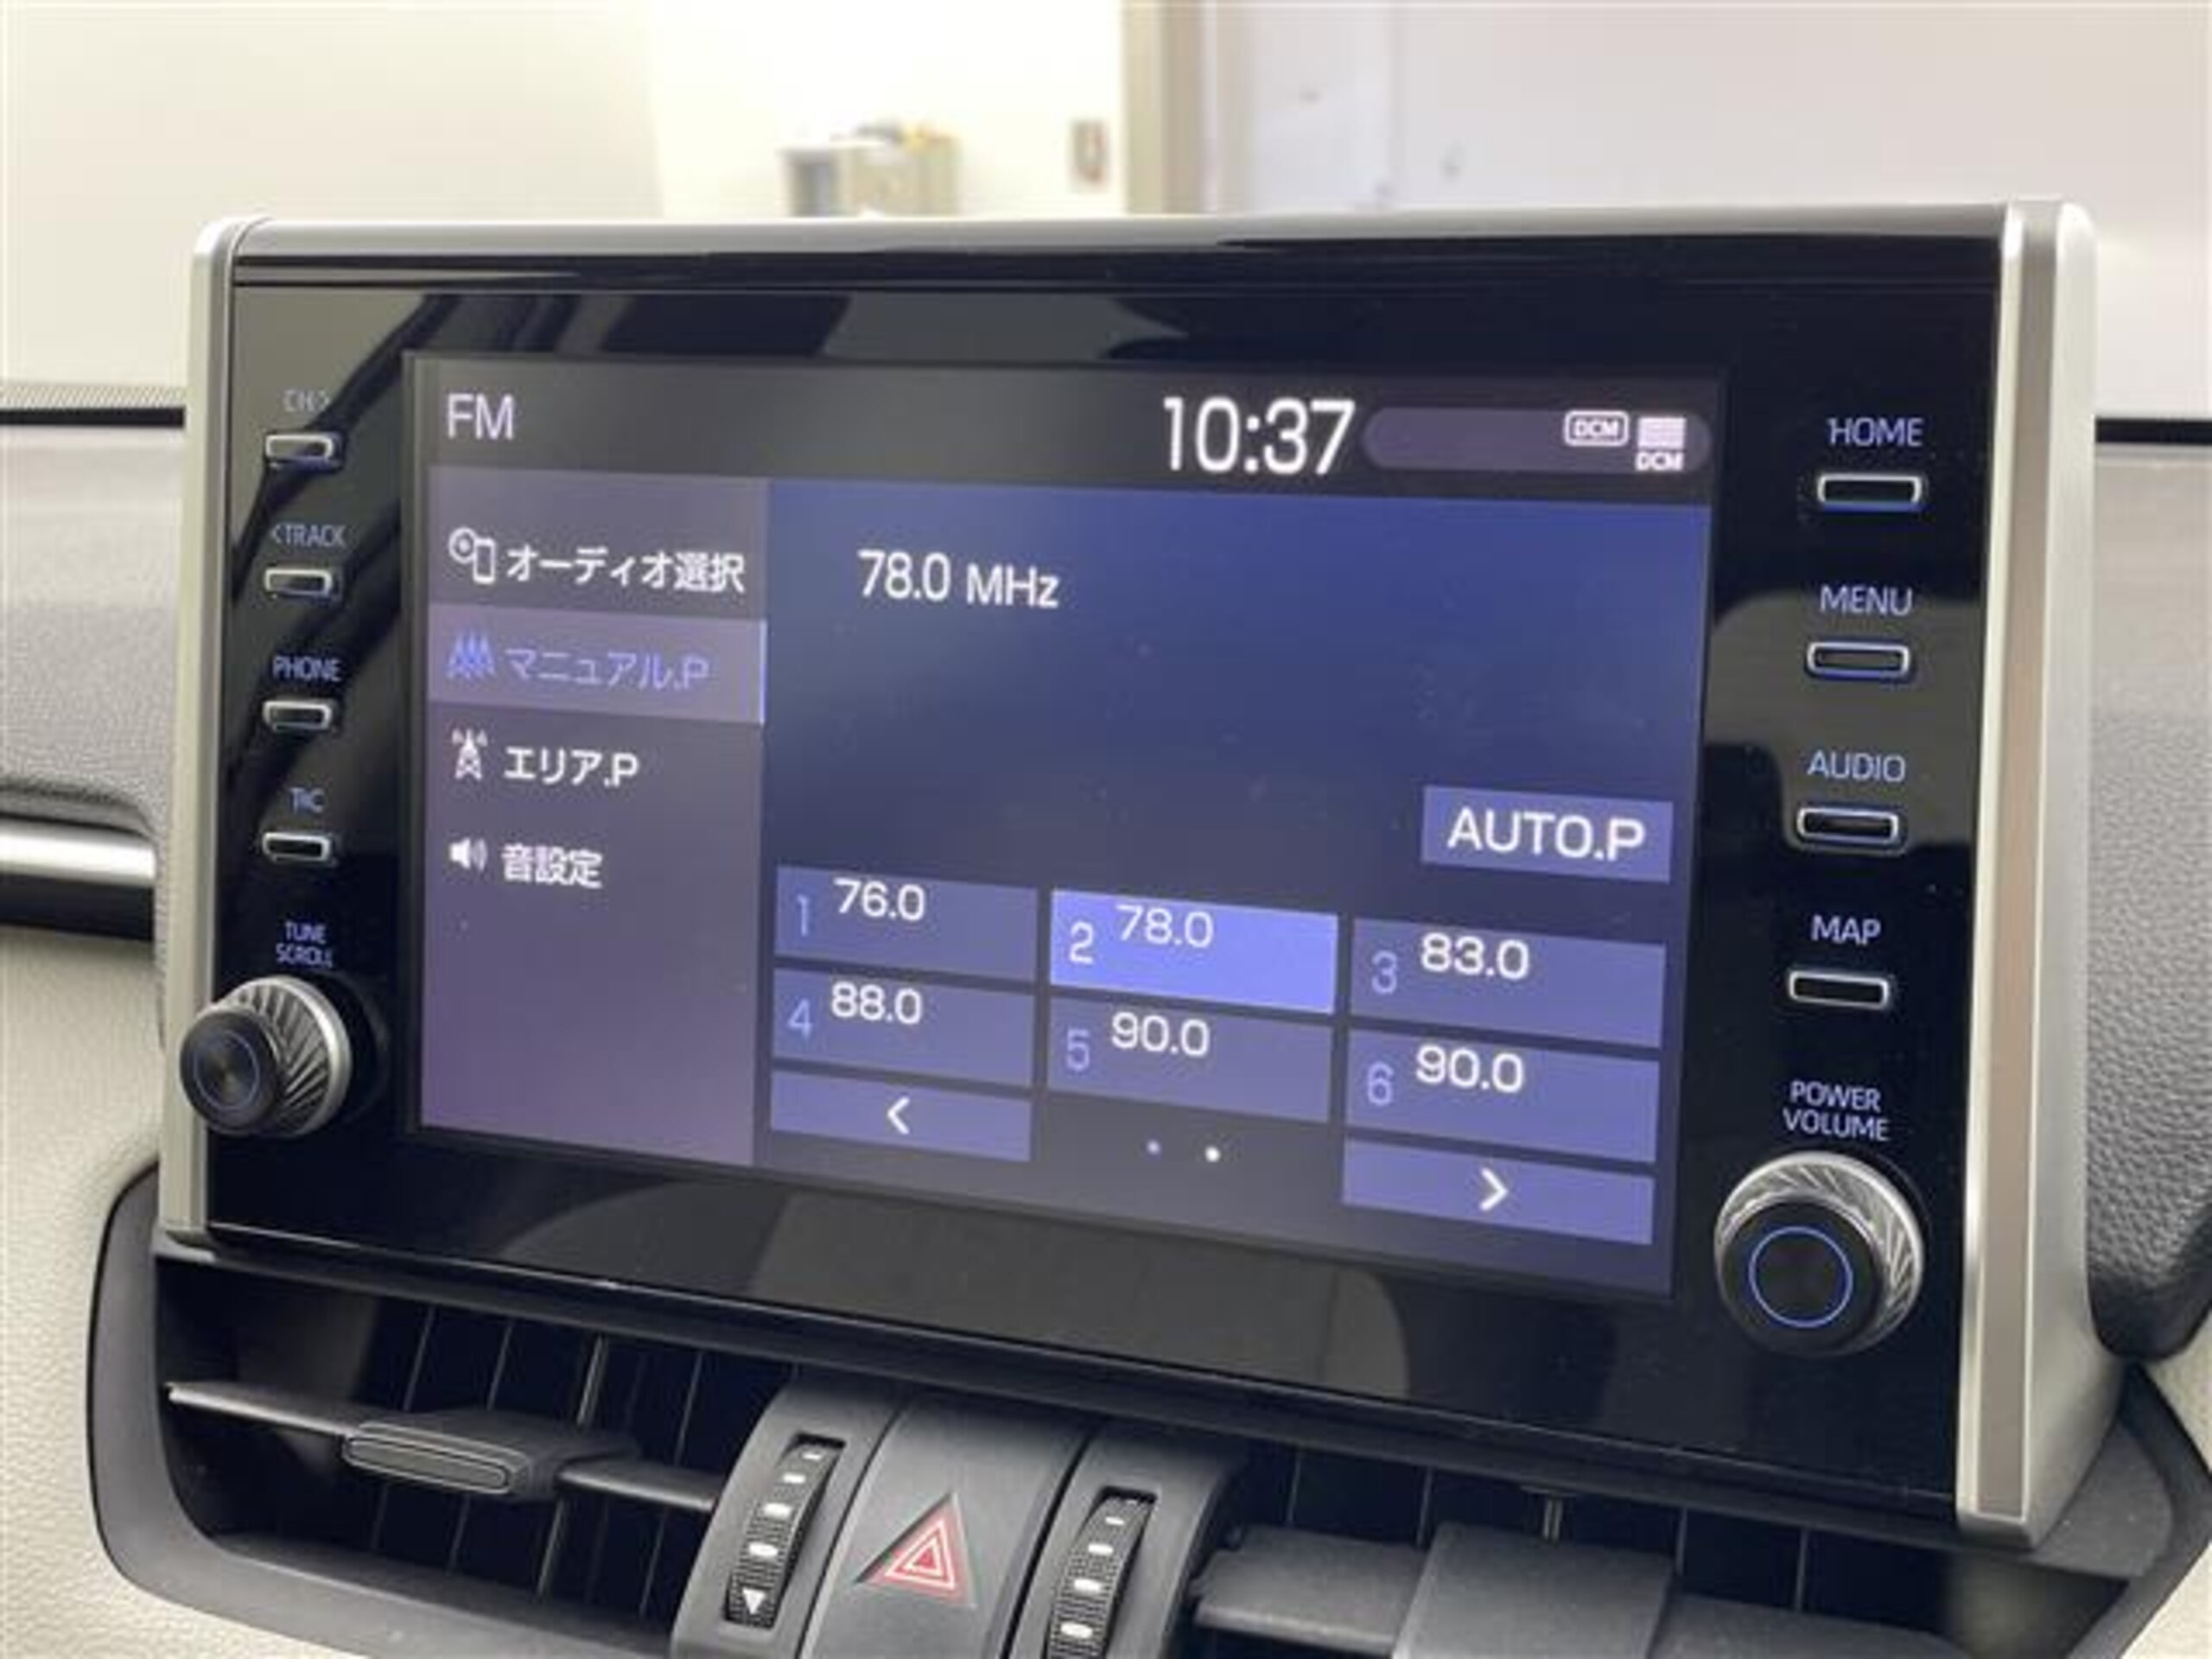 FM
10:37
DCM
DCM
オーディオ選択
マニュアル.P
エリア.P
音設定
78.0 MHz
AUTO.P
1 76.0
2 78.0
3 83.0
4 88.0
5 90.0
6 90.0
<
>
CH>
<TRACK
PHONE
T/C
TUNE
SCROLL
HOME
MENU
AUDIO
MAP
POWER
VOLUME